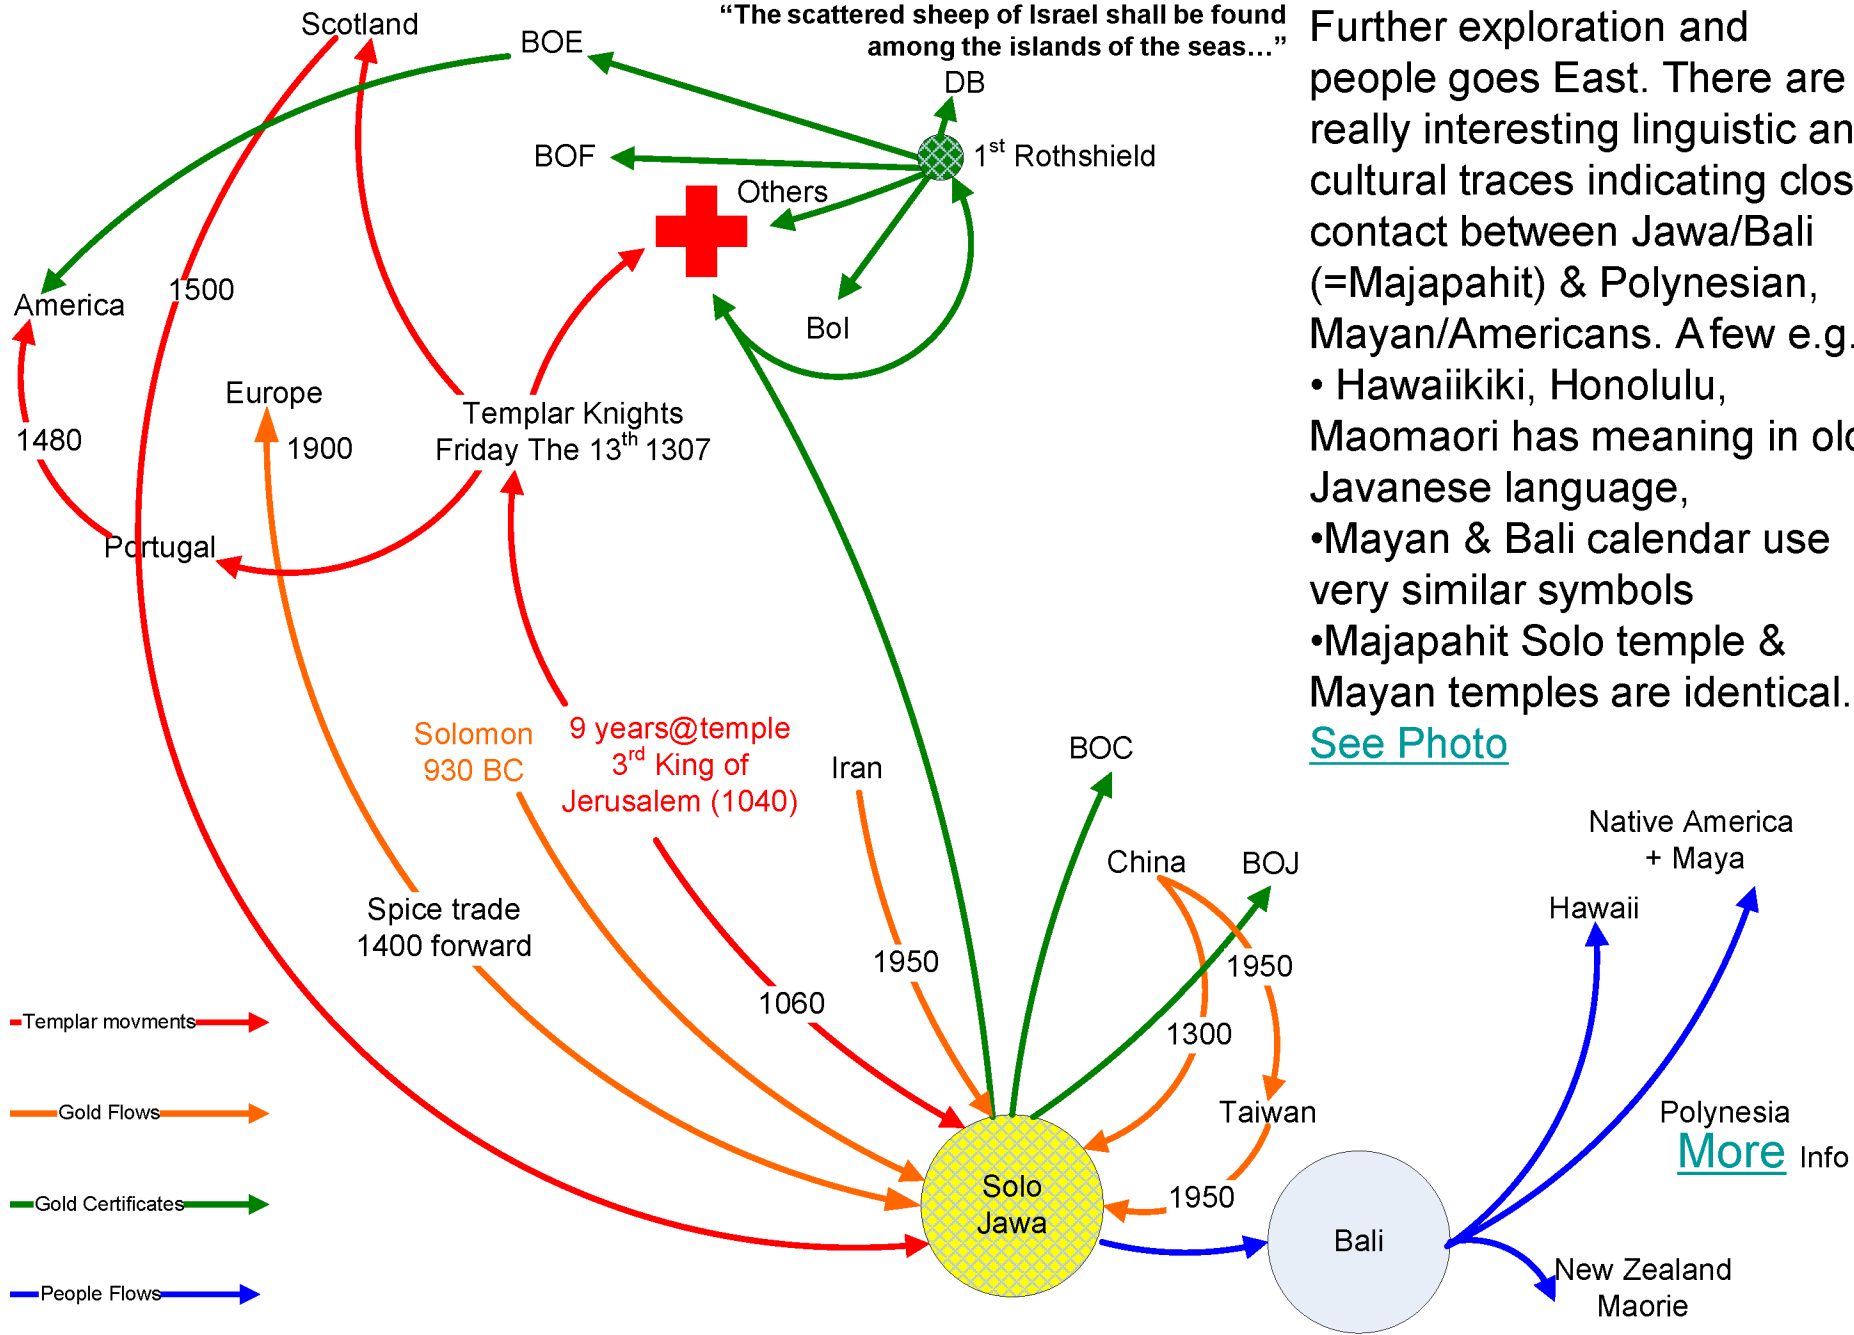 “The scattered sheep of Israel shall be found
among the islands of the seas…”
Scotland
BOE
DB
BOF
1st Rothshield
Others
BoI
1500
America
Europe
1900
1480
Templar Knights
Friday The 13th 1307
Portugal
Solomon
930 BC
9 years@temple
3rd King of
Jerusalem (1040)
Iran
BOC
China
BOJ
Spice trade
1400 forward
1950
1950
1060
1300
Taiwan
1950
Solo
Jawa
Bali
Native America
+ Maya
Hawaii
Polynesia
More Info
New Zealand
Maorie
Templar movments
Gold Flows
Gold Certificates
People Flows
Further exploration and
people goes East. There are
really interesting linguistic an
cultural traces indicating clos
contact between Jawa/Bali
(=Majapahit) & Polynesian,
Mayan/Americans. A few e.g.
• Hawaiikiki, Honolulu,
Maomaori has meaning in old
Javanese language,
•Mayan & Bali calendar use
very similar symbols
•Majapahit Solo temple &
Mayan temples are identical.
See Photo